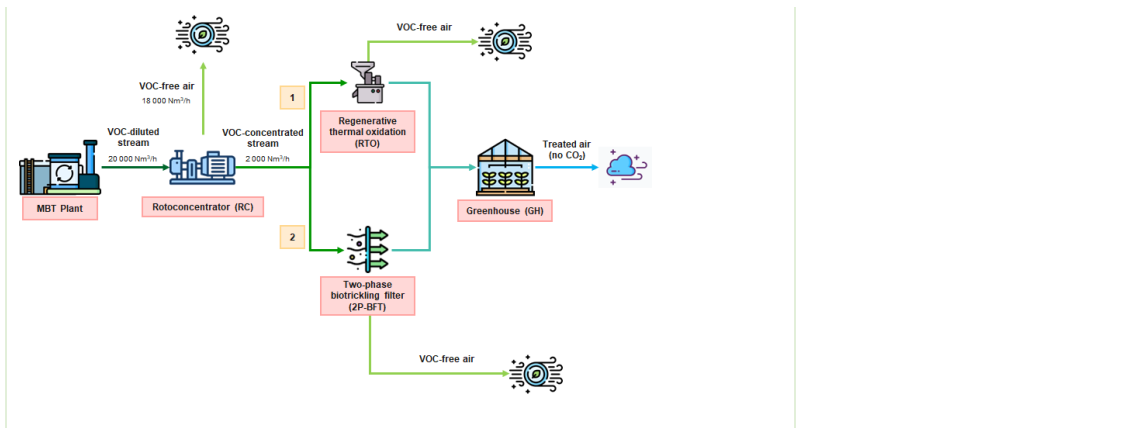 VOC-free air
VOC-free air
18 000 Nm³/h
1
VOC-diluted
stream
20 000 Nm³/h
VOC-concentrated
stream
2 000 Nm³/h
Regenerative
thermal oxidation
(RTO)
Treated air
(no CO₂)
MBT Plant
Rotoconcentrator (RC)
Greenhouse (GH)
2
Two-phase
biotrickling filter
(2P-BFT)
VOC-free air